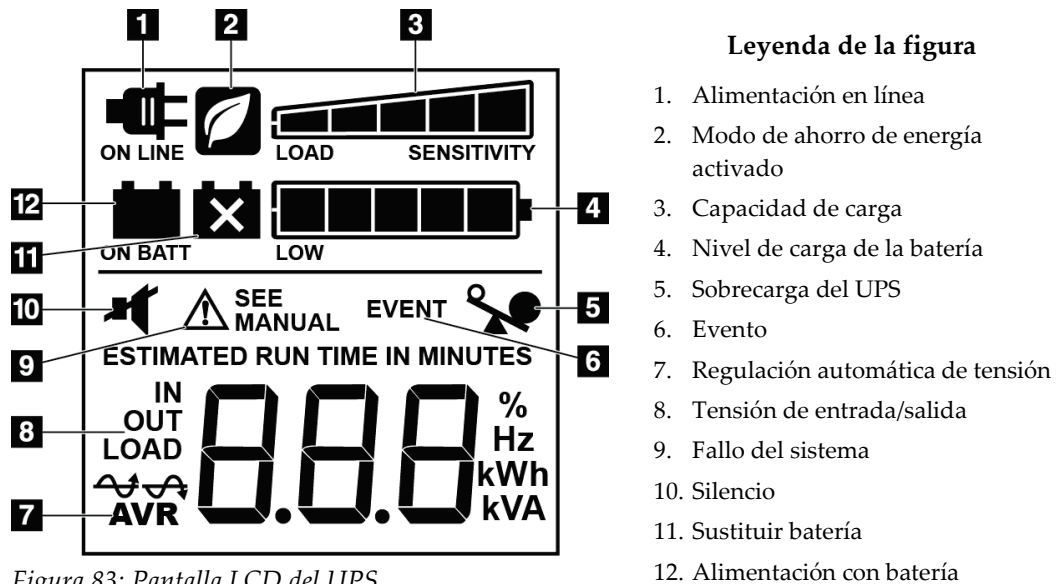 1 2 3
ON LINE LOAD SENSITIVITY
12 4
11 ON BATT LOW
10 SEE MANUAL EVENT 5
9 ESTIMATED RUN TIME IN MINUTES 6
IN
8 OUT %
LOAD Hz
kWh
7 AVR 8.8.8 kVA
Figura 83: Pantalla LCD del UPS
Leyenda de la figura
1. Alimentación en línea
2. Modo de ahorro de energía
activado
3. Capacidad de carga
4. Nivel de carga de la batería
5. Sobrecarga del UPS
6. Evento
7. Regulación automática de tensión
8. Tensión de entrada/salida
9. Fallo del sistema
10. Silencio
11. Sustituir batería
12. Alimentación con batería